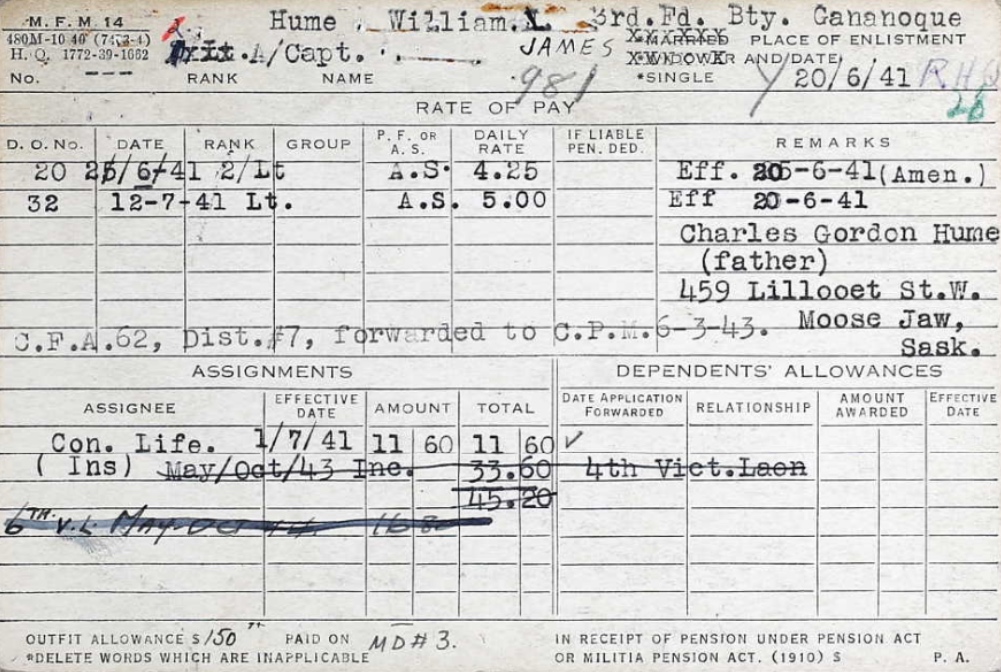 M. F. M. 14 Hume William. 3rd. Fd. Bty. Gananoque
480M-10 40 (7473-4)
H. Q. 1772-39-1662 A/Capt. JAMES *MARRIED PLACE OF ENLISTMENT
*WIDOWER AND DATE
No. --- RANK NAME 981 *SINGLE 20/6/41 R.H.Q
26
RATE OF PAY
D. O. No. DATE RANK GROUP P. F. OR A. S. DAILY RATE IF LIABLE PEN. DED. REMARKS
20 25/6/41 2/Lt A.S. 4.25 Eff. 20-6-41(Amen.)
32 12-7-41 Lt. A.S. 5.00 Eff 20-6-41
Charles Gordon Hume
(father)
459 Lillooet St.W.
Moose Jaw,
C.F.A.62, Dist.#7, forwarded to C.P.M.6-3-43.
Sask.
ASSIGNMENTS DEPENDENTS' ALLOWANCES
ASSIGNEE EFFECTIVE DATE AMOUNT TOTAL DATE APPLICATION FORWARDED RELATIONSHIP AMOUNT AWARDED EFFECTIVE DATE
Con. Life. 1/7/41 11 60 11 60 ✓
( Ins) May/Oct/43 Inc. 33.60 4th Vict.Laon
45.20
6TH V.L. MAY-OCT 44. 16 80
OUTFIT ALLOWANCE $ 150 PAID ON MD# 3. IN RECEIPT OF PENSION UNDER PENSION ACT
*DELETE WORDS WHICH ARE INAPPLICABLE OR MILITIA PENSION ACT. (1910) $ P. A.